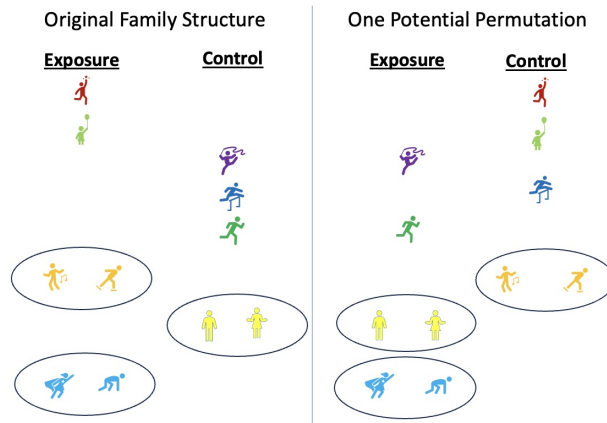 Original Family Structure
Exposure
Control
One Potential Permutation
Exposure
Control